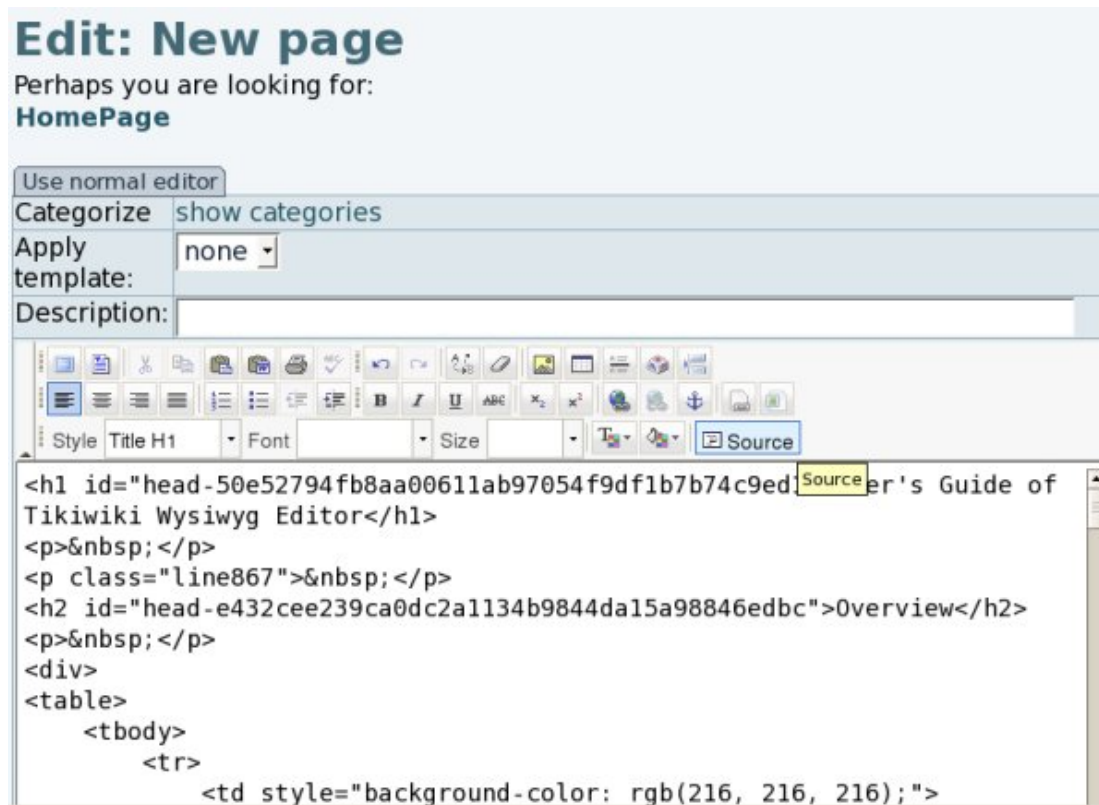 Edit: New page
Perhaps you are looking for:
HomePage
Use normal editor
Categorize show categories
Apply template: none
Description:
Style Title H1 Font Size Source
Source
<h1 id="head-50e52794fb8aa00611ab97054f9df1b7b74c9ed er's Guide of
Tikiwiki Wysiwyg Editor</h1>
<p>&nbsp;</p>
<p class="line867">&nbsp;</p>
<h2 id="head-e432cee239ca0dc2a1134b9844da15a98846edbc">Overview</h2>
<p>&nbsp;</p>
<div>
<table>
<tbody>
<tr>
<td style="background-color: rgb(216, 216, 216);">